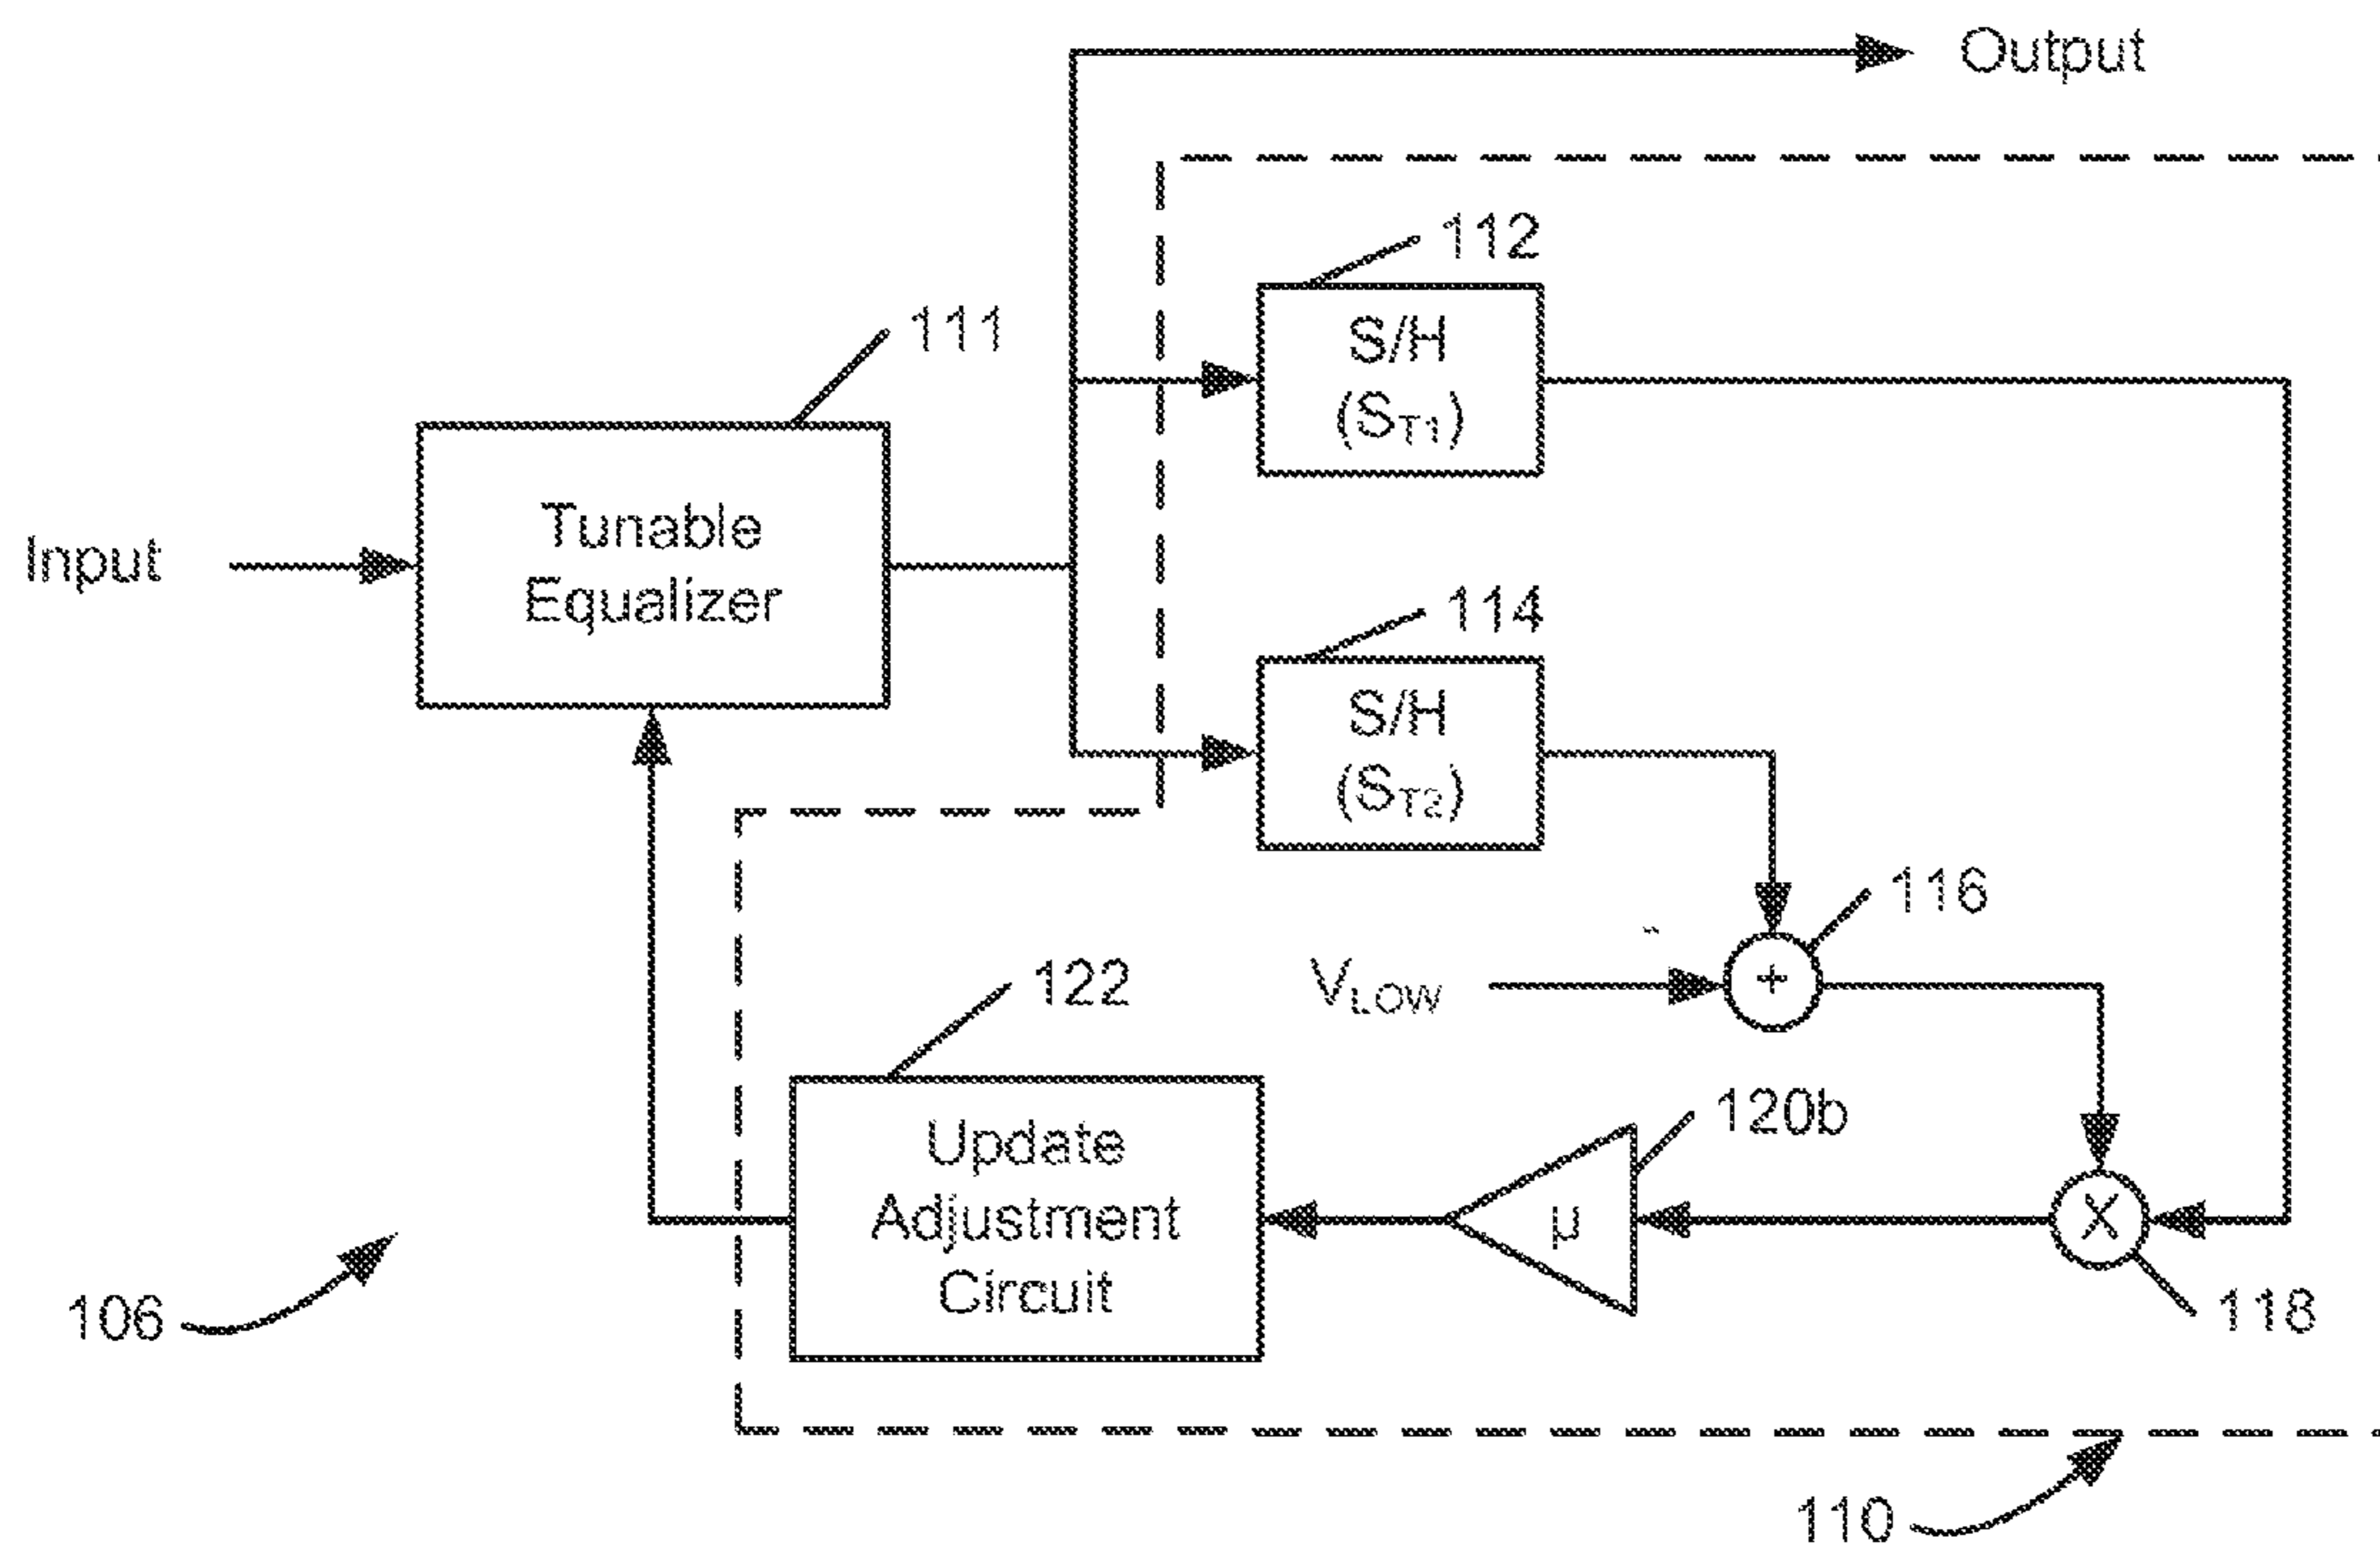 Output
112
S/H
(ST1)
111
Tunable
Equalizer
Input
114
S/H
(ST2)
116
+
-
VLOW
122
120b
Update
Adjustment
Circuit
µ
X
106
118
110